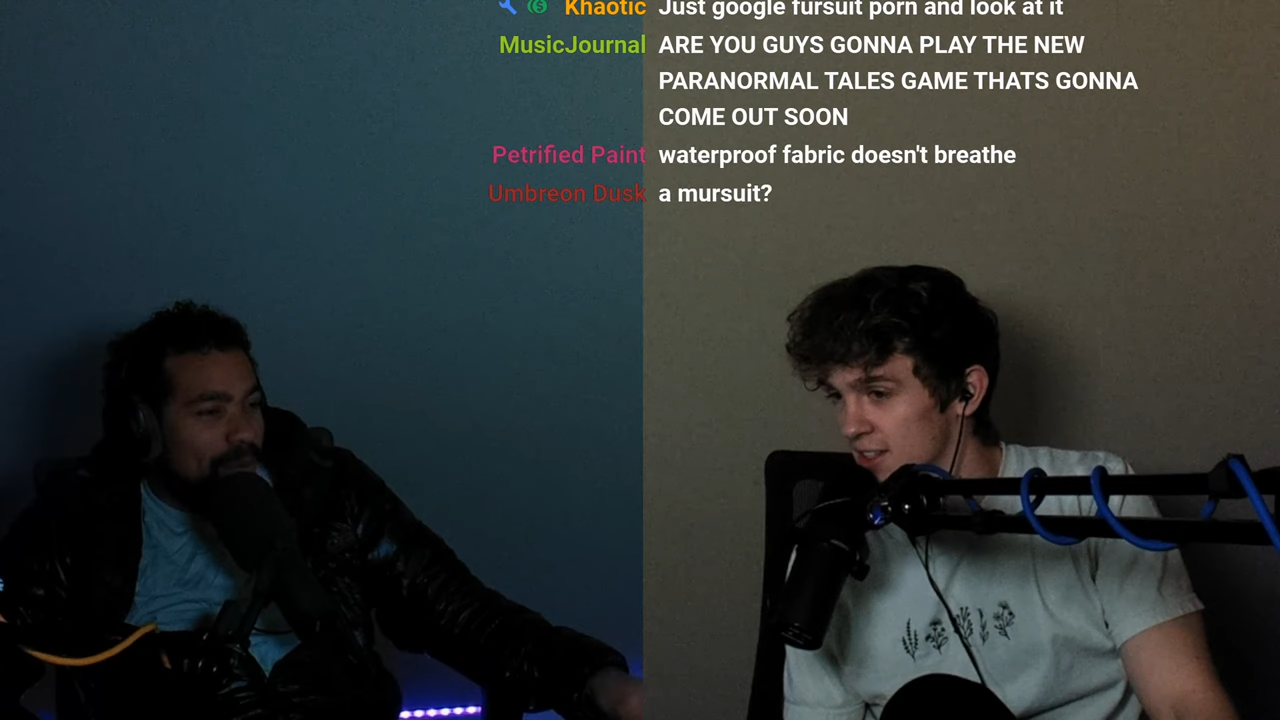 Khaotic Just google fursuit porn and look at it
MusicJournal ARE YOU GUYS GONNA PLAY THE NEW
PARANORMAL TALES GAME THATS GONNA
COME OUT SOON
Petrified Paint waterproof fabric doesn't breathe
Umbreon Dusk a mursuit?